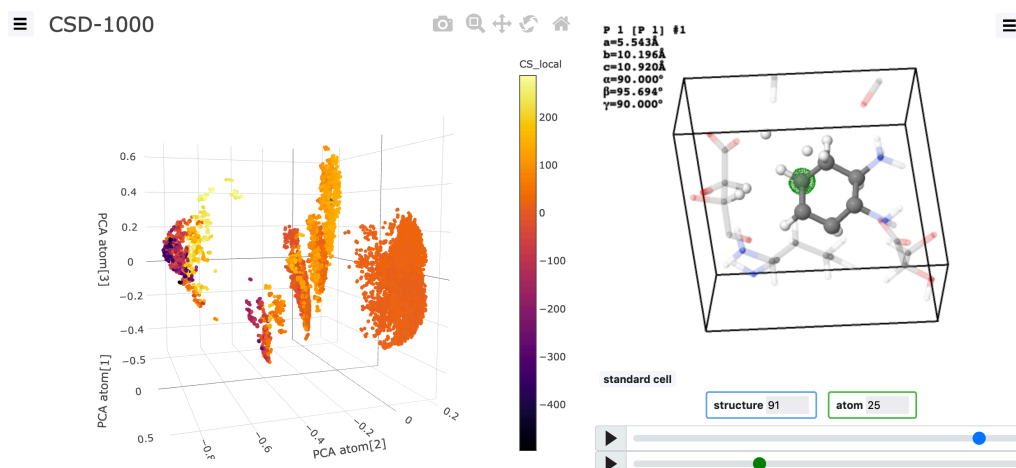 CSD-1000
CS_local
200
100
0
−100
−200
−300
−400
0.6
0.4
0.2
0
−0.2
−0.4
PCA atom[3]
−0.5
0
0.5
PCA atom[1]
−0.8
−0.6
−0.4
−0.2
0
0.2
PCA atom[2]
P 1 [P 1] #1
a=5.543Å
b=10.196Å
c=10.920Å
α=90.000°
β=95.694°
γ=90.000°
standard cell
structure 91
atom 25